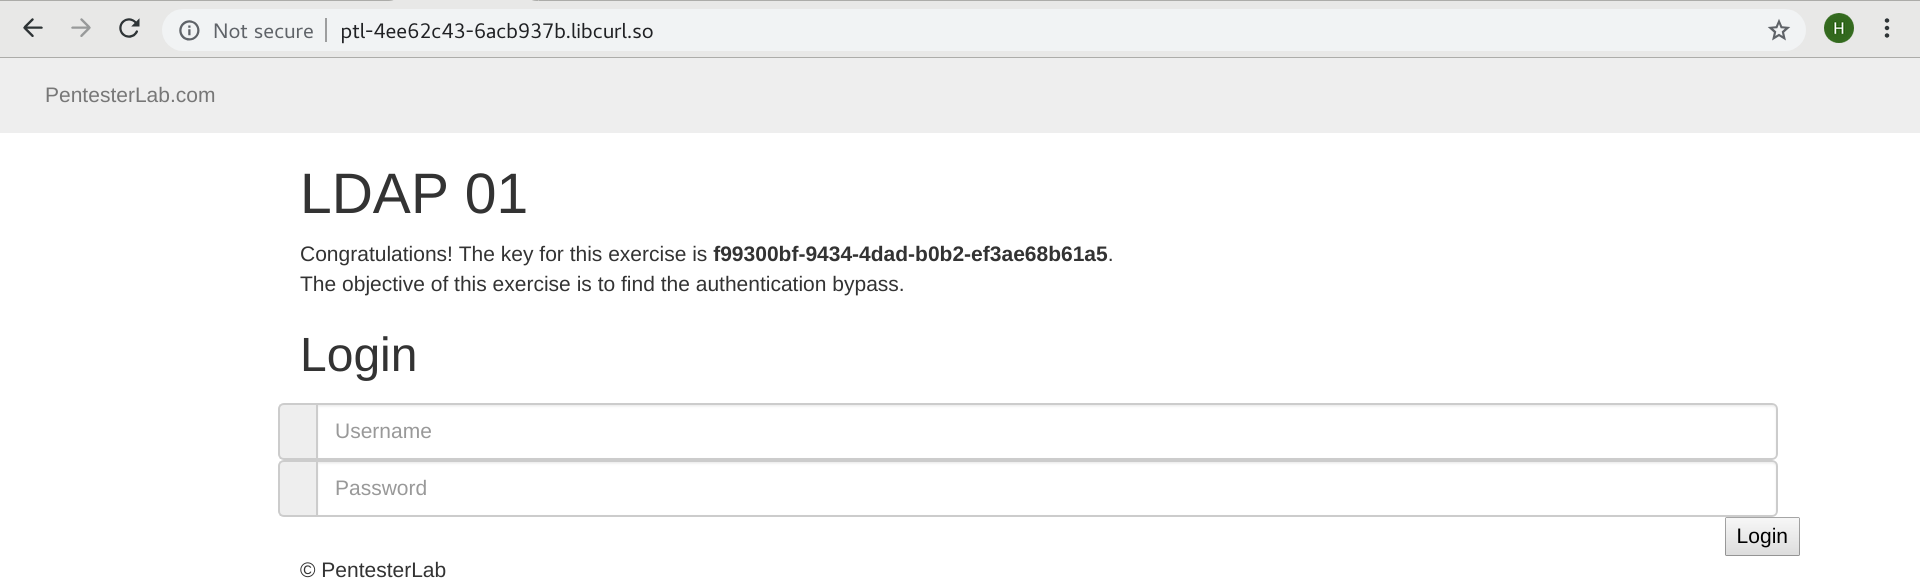 Not secure | ptl-4ee62c43-6acb937b.libcurl.so
H
PentesterLab.com
LDAP 01
Congratulations! The key for this exercise is f99300bf-9434-4dad-b0b2-ef3ae68b61a5.
The objective of this exercise is to find the authentication bypass.
Login
Username
Password
Login
© PentesterLab